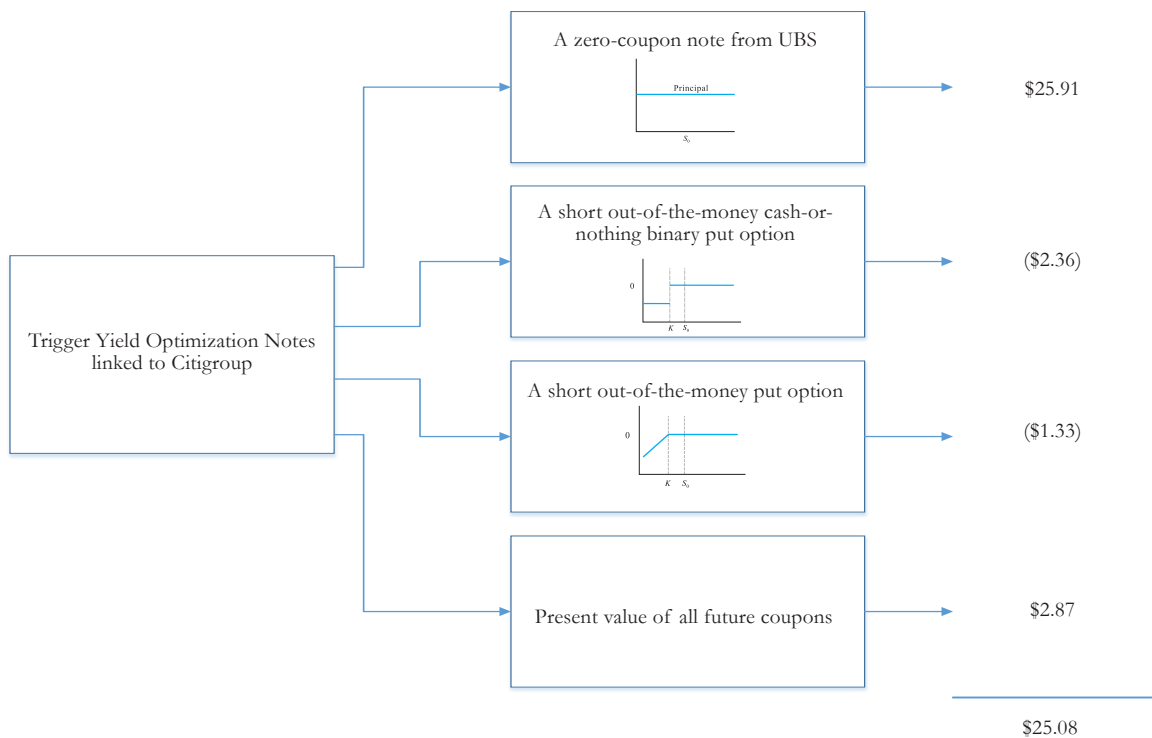 A zero-coupon note from UBS
Principal
S₀
$25.91
A short out-of-the-money cash-or-
nothing binary put option
0
K S₀
($2.36)
Trigger Yield Optimization Notes
linked to Citigroup
A short out-of-the-money put option
0
K S₀
($1.33)
Present value of all future coupons
$2.87
$25.08